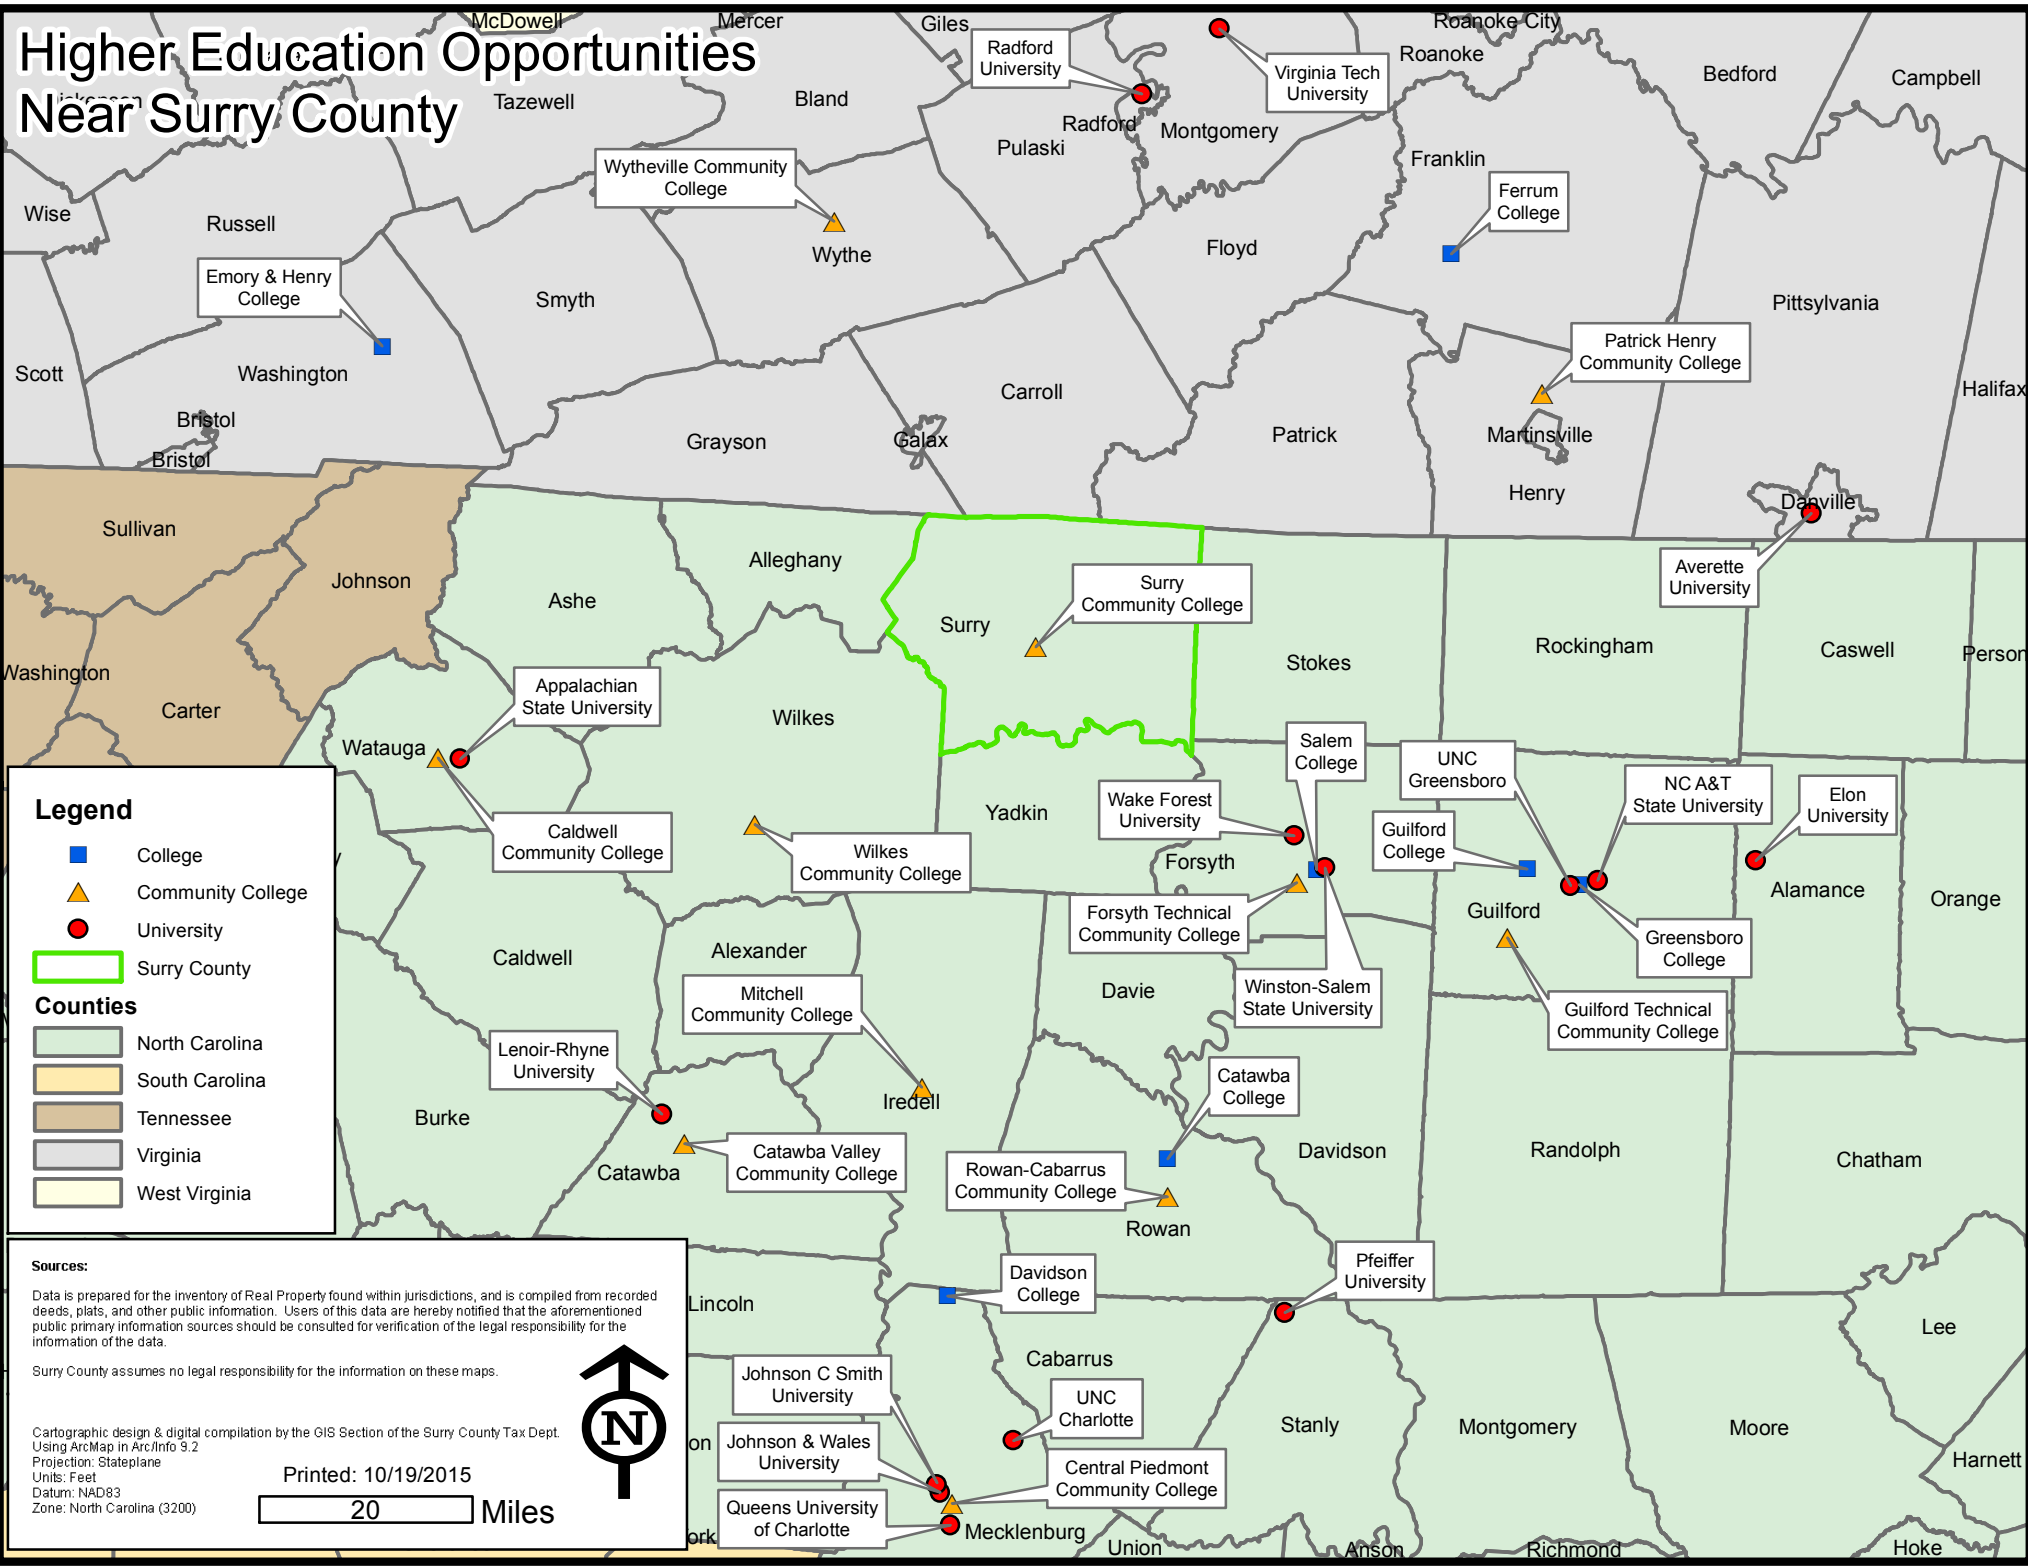 Higher Education Opportunities
Near Surry County
McDowell
Mercer
Giles
Roanoke City
Roanoke
Bedford
Campbell
Tazewell
Bland
Radford
University
Virginia Tech
University
Radford
Montgomery
Pulaski
Franklin
Wytheville Community
College
Ferrum
College
Wise
Russell
Wythe
Floyd
Emory & Henry
College
Smyth
Pittsylvania
Patrick Henry
Community College
Scott
Washington
Carroll
Halifax
Bristol
Bristol
Grayson
Galax
Patrick
Martinsville
Henry
Danville
Sullivan
Johnson
Alleghany
Ashe
Surry
Surry
Community College
Averette
University
Stokes
Rockingham
Caswell
Person
Washington
Carter
Appalachian
State University
Watauga
Wilkes
Caldwell
Community College
Wilkes
Community College
Yadkin
Wake Forest
University
Salem
College
Forsyth
Forsyth Technical
Community College
Winston-Salem
State University
UNC
Greensboro
Guilford
College
NC A&T
State University
Elon
University
Alamance
Orange
Guilford
Greensboro
College
Guilford Technical
Community College
Caldwell
Alexander
Mitchell
Community College
Davie
Lenoir-Rhyne
University
Iredell
Burke
Catawba
Catawba Valley
Community College
Catawba
College
Rowan-Cabarrus
Community College
Rowan
Davidson
Randolph
Chatham
Pfeiffer
University
Davidson
College
Lincoln
Cabarrus
Lee
Johnson C Smith
University
UNC
Charlotte
Johnson & Wales
University
Central Piedmont
Community College
Queens University
of Charlotte
Mecklenburg
Stanly
Montgomery
Moore
Harnett
on
ork
Union
Anson
Richmond
Hoke
Legend
College
Community College
University
Surry County
Counties
North Carolina
South Carolina
Tennessee
Virginia
West Virginia
Sources:
Data is prepared for the inventory of Real Property found within jurisdictions, and is compiled from recorded
deeds, plats, and other public information. Users of this data are hereby notified that the aforementioned
public primary information sources should be consulted for verification of the legal responsibility for the
information of the data.
Surry County assumes no legal responsibility for the information on these maps.
Cartographic design & digital compilation by the GIS Section of the Surry County Tax Dept.
Using ArcMap in Arc/Info 9.2
Projection: Stateplane
Units: Feet
Datum: NAD83
Zone: North Carolina (3200)
Printed: 10/19/2015
20 Miles
N